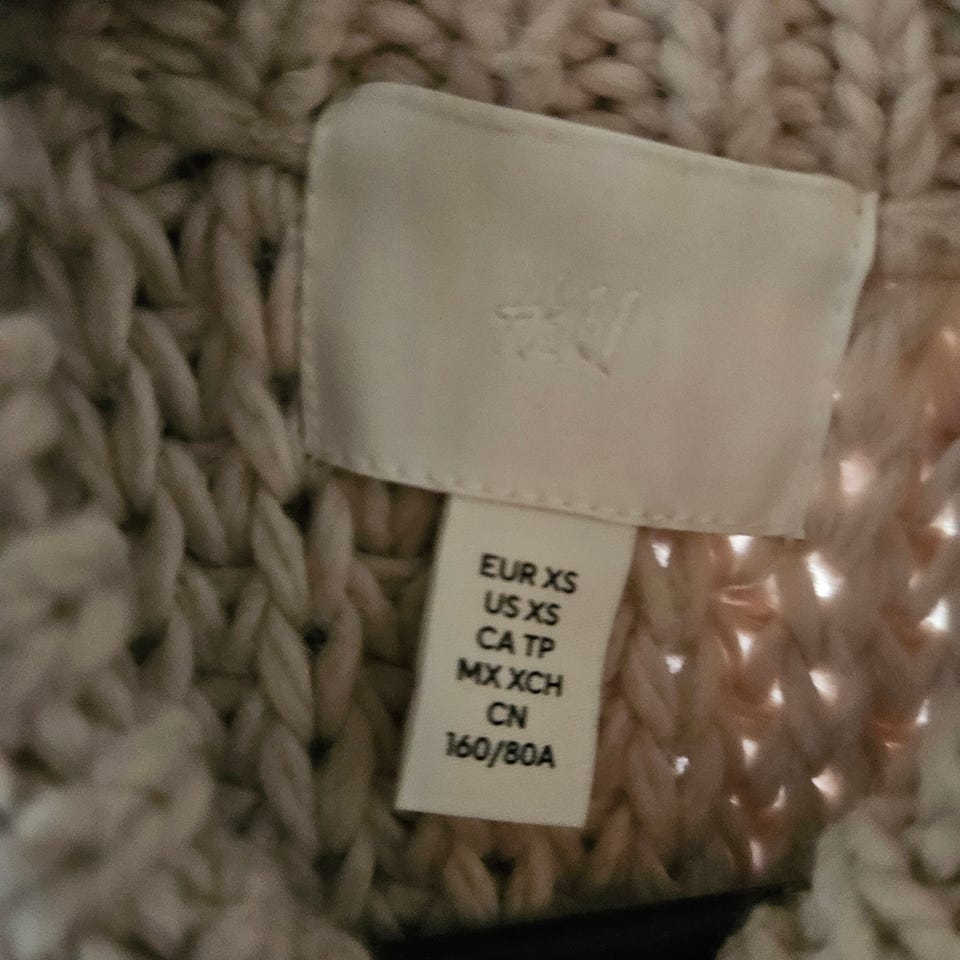 H&M
EUR XS
US XS
CA TP
MX XCH
CN
160/80A